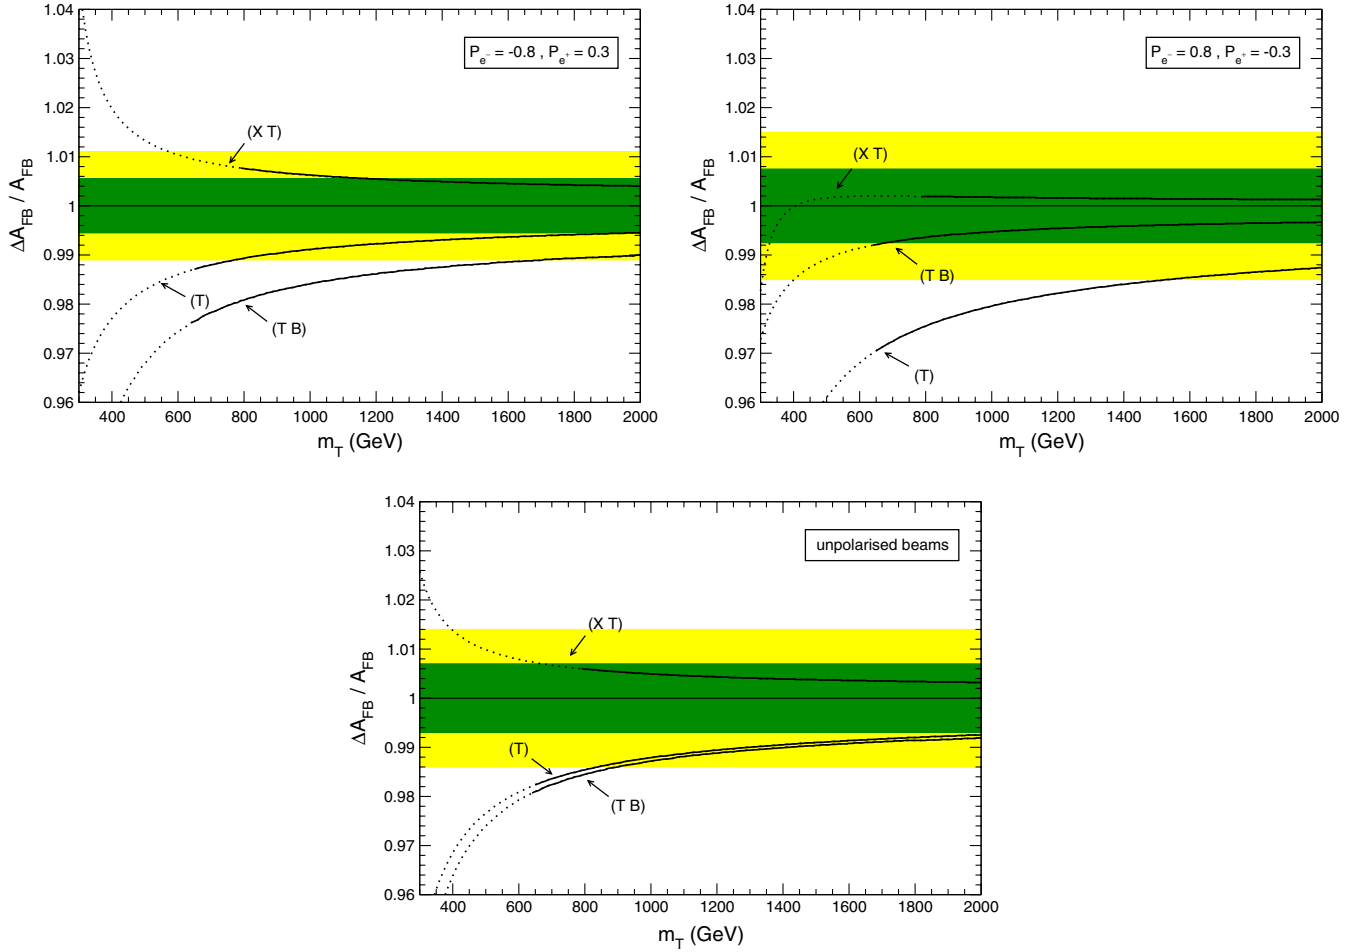 1.04
1.03
1.02
1.01
1
0.99
0.98
0.97
0.96
ΔA_FB / A_FB
P_e- = -0.8 , P_e+ = 0.3
(X T)
(T)
(T B)
400 600 800 1000 1200 1400 1600 1800 2000
m_T (GeV)
1.04
1.03
1.02
1.01
1
0.99
0.98
0.97
0.96
ΔA_FB / A_FB
P_e- = 0.8 , P_e+ = -0.3
(X T)
(T B)
(T)
400 600 800 1000 1200 1400 1600 1800 2000
m_T (GeV)
1.04
1.03
1.02
1.01
1
0.99
0.98
0.97
0.96
ΔA_FB / A_FB
unpolarised beams
(X T)
(T)
(T B)
400 600 800 1000 1200 1400 1600 1800 2000
m_T (GeV)